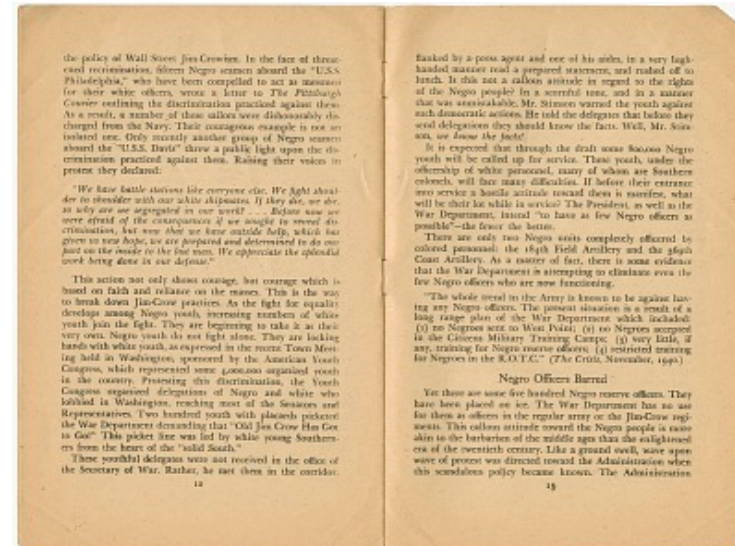 the policy of Wall Street Jim-Crowism. In the face of threat-
ened recrimination, fifteen Negro seamen aboard the "U.S.S.
Philadelphia," who have been compelled to act as messmen
for their white officers, wrote a letter to The Pittsburgh
Courier outlining the discrimination practiced against them.
As a result, a number of these sailors were dishonorably dis-
charged from the Navy. Their courageous example is not an
isolated one. Only recently another group of Negro seamen
aboard the "U.S.S. Davis" threw a public light upon the dis-
crimination practiced against them. Raising their voices in
protest they declared:
"We have battle stations like everyone else. We fight shoul-
der to shoulder with our white shipmates. If they die, we die,
so why are we segregated in our work? . . . Before now we
were afraid of the consequences if we sought to reveal dis-
crimination, but now that we have outside help, which has
given us new hope, we are prepared and determined to do our
part on the inside to the last man. We appreciate the splendid
work being done in our defense."
This action not only shows courage, but courage which is
based on faith and reliance on the masses. This is the way
to break down Jim-Crow practices. As the fight for equality
develops among Negro youth, increasing numbers of white
youth join the fight. They are beginning to take it as their
very own. Negro youth do not fight alone. They are locking
hands with white youth, as expressed in the recent Town Meet-
ing held in Washington, sponsored by the American Youth
Congress, which represented some 4,000,000 organized youth
in the country. Protesting this discrimination, the Youth
Congress organized delegations of Negro and white who
lobbied in Washington, reaching most of the Senators and
Representatives. Two hundred youth with placards picketed
the War Department demanding that "Old Jim Crow Has Got
to Go!" This picket line was led by white young Southern-
ers from the heart of the "solid South."
These youthful delegates were not received in the office of
the Secretary of War. Rather, he met them in the corridor,
12
flanked by a press agent and one of his aides, in a very high-
handed manner read a prepared statement, and rushed off to
lunch. Is this not a callous attitude in regard to the rights
of the Negro people? In a scornful tone, and in a manner
that was unmistakable, Mr. Stimson warned the youth against
such democratic actions. He told the delegates that before they
send delegations they should know the facts. Well, Mr. Stim-
son, we know the facts!
It is expected that through the draft some 800,000 Negro
youth will be called up for service. These youth, under the
officership of white personnel, many of whom are Southern
colonels, will face many difficulties. If before their entrance
into service a hostile attitude toward them is manifest, what
will be their lot while in service? The President, as well as the
War Department, intend "to have as few Negro officers as
possible"—the fewer the better.
There are only two Negro units completely officered by
colored personnel: the 184th Field Artillery and the 369th
Coast Artillery. As a matter of fact, there is some evidence
that the War Department is attempting to eliminate even the
few Negro officers who are now functioning.
"The whole trend in the Army is known to be against hav-
ing any Negro officers. The present situation is a result of a
long range plan of the War Department which included:
(1) no Negroes sent to West Point; (2) no Negroes accepted
in the Citizens Military Training Camps; (3) very little, if
any, training for Negro reserve officers; (4) restricted training
for Negroes in the R.O.T.C." (The Crisis, November, 1940.)
Negro Officers Barred
Yet there are some five hundred Negro reserve officers. They
have been placed on ice. The War Department has no use
for them as officers in the regular army or the Jim-Crow regi-
ments. This callous attitude toward the Negro people is more
akin to the barbarism of the middle ages than the enlightened
era of the twentieth century. Like a ground swell, wave upon
wave of protest was directed toward the Administration when
this scandalous policy became known. The Administration
13